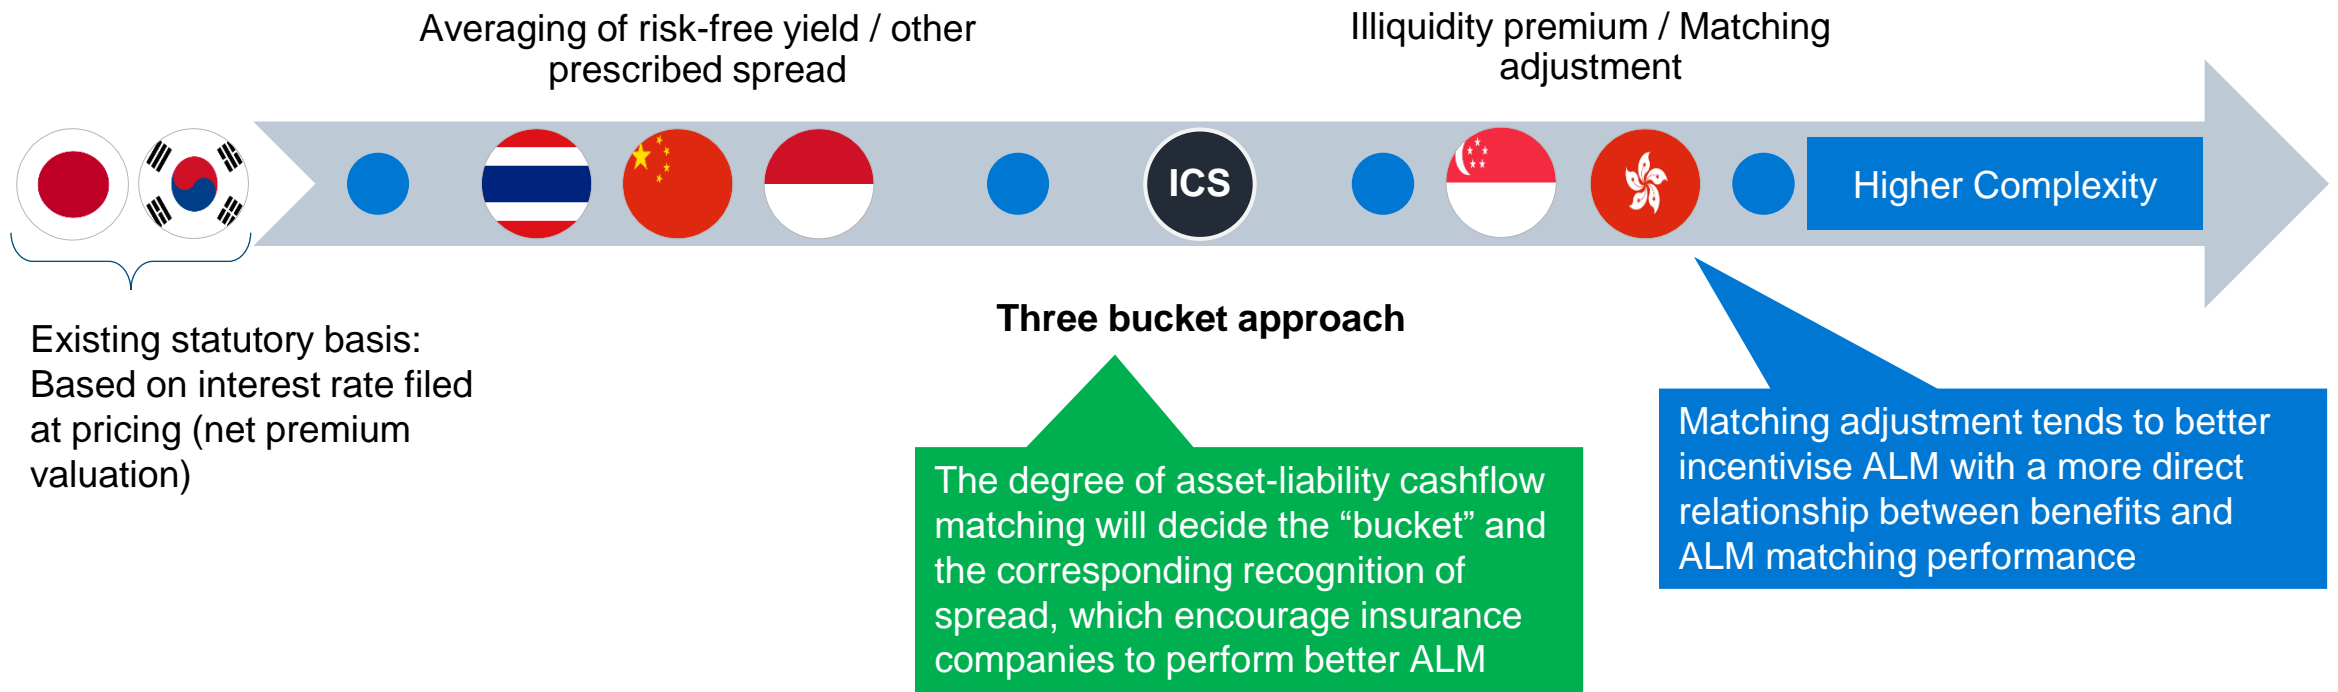 Averaging of risk-free yield / other
prescribed spread
Illiquidity premium / Matching
adjustment
ICS
Higher Complexity
Existing statutory basis:
Based on interest rate filed
at pricing (net premium
valuation)
Three bucket approach
The degree of asset-liability cashflow
matching will decide the “bucket” and
the corresponding recognition of
spread, which encourage insurance
companies to perform better ALM
Matching adjustment tends to better
incentivise ALM with a more direct
relationship between benefits and
ALM matching performance